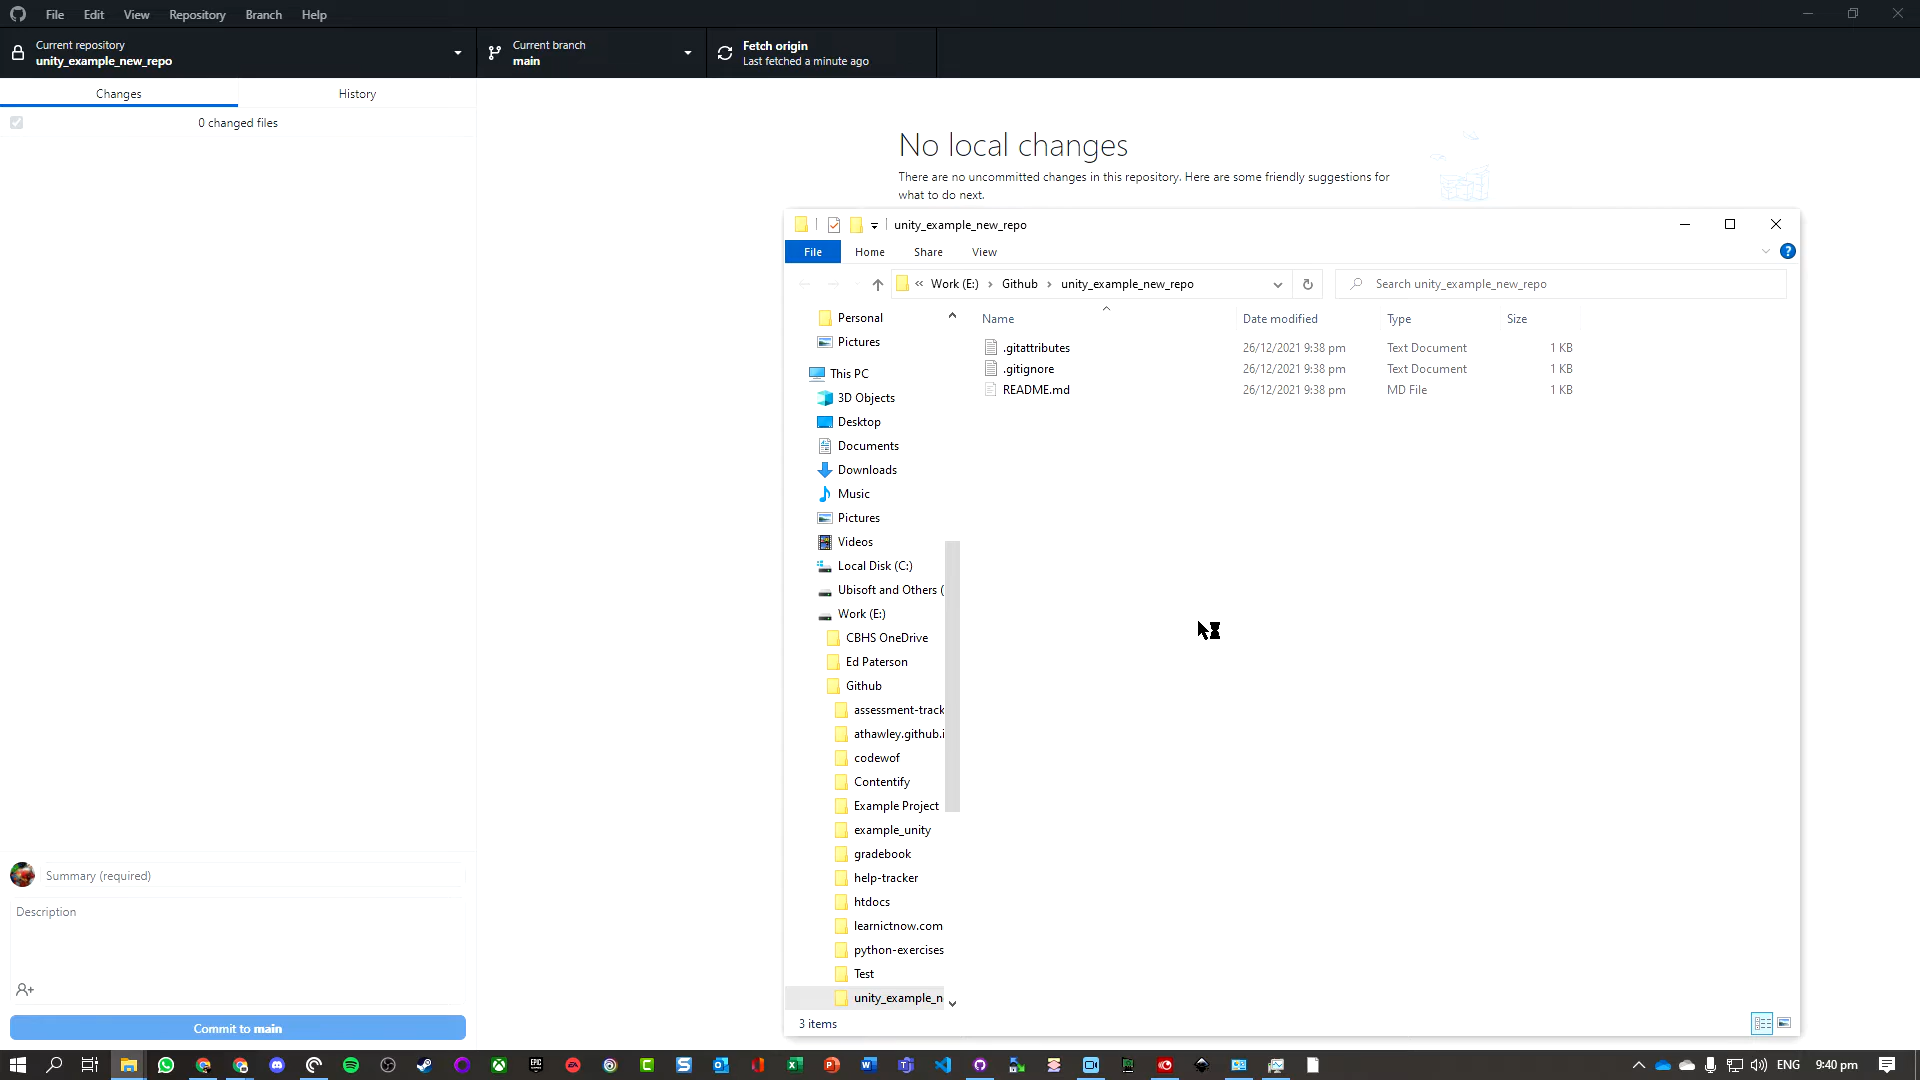 File Edit View Repository Branch Help
Current repository
unity_example_new_repo
Current branch
main
Fetch origin
Last fetched a minute ago
Changes History
0 changed files
No local changes
There are no uncommitted changes in this repository. Here are some friendly suggestions for
what to do next.
unity_example_new_repo
File Home Share View
« Work (E:) › Github › unity_example_new_repo
Search unity_example_new_repo
Name Date modified Type Size
.gitattributes 26/12/2021 9:38 pm Text Document 1 KB
.gitignore 26/12/2021 9:38 pm Text Document 1 KB
README.md 26/12/2021 9:38 pm MD File 1 KB
Personal
Pictures
This PC
3D Objects
Desktop
Documents
Downloads
Music
Pictures
Videos
Local Disk (C:)
Ubisoft and Others (
Work (E:)
CBHS OneDrive
Ed Paterson
Github
assessment-track
athawley.github.i
codewof
Contentify
Example Project
example_unity
gradebook
help-tracker
htdocs
learnictnow.com
python-exercises
Test
unity_example_n
3 items
Summary (required)
Description
Commit to main
ENG 9:40 pm